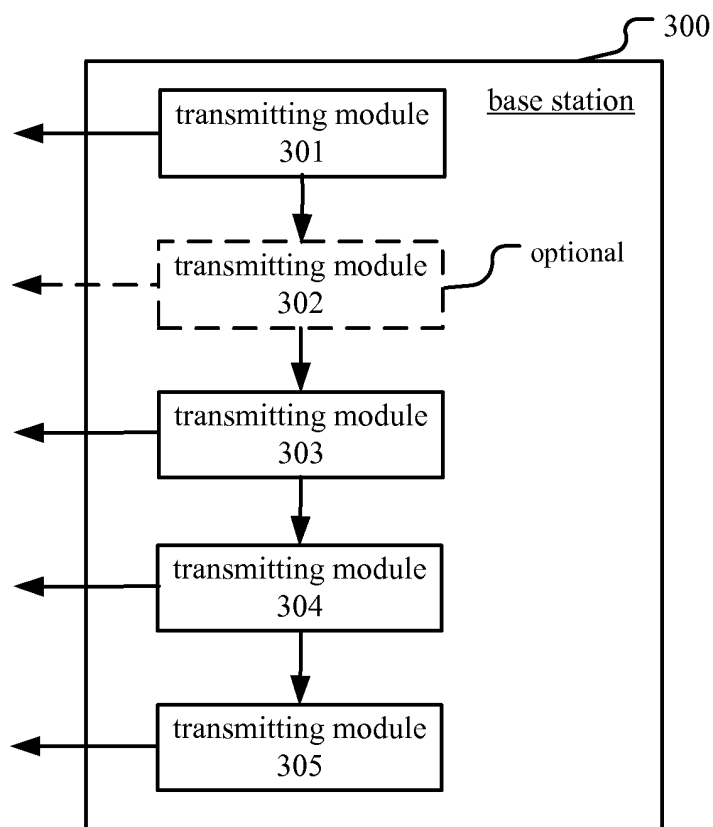 300
base station
transmitting module
301
transmitting module
302
optional
transmitting module
303
transmitting module
304
transmitting module
305